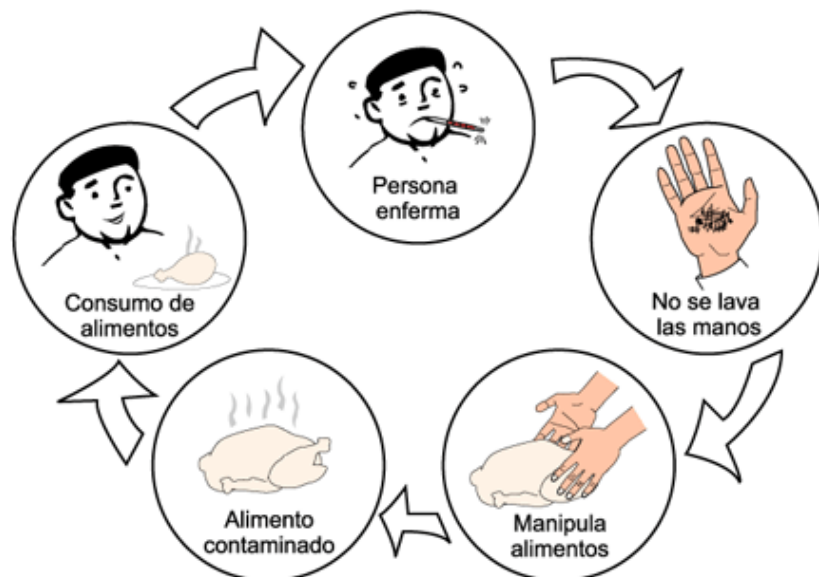 Persona
enferma
No se lava
las manos
Manipula
alimentos
Alimento
contaminado
Consumo de
alimentos